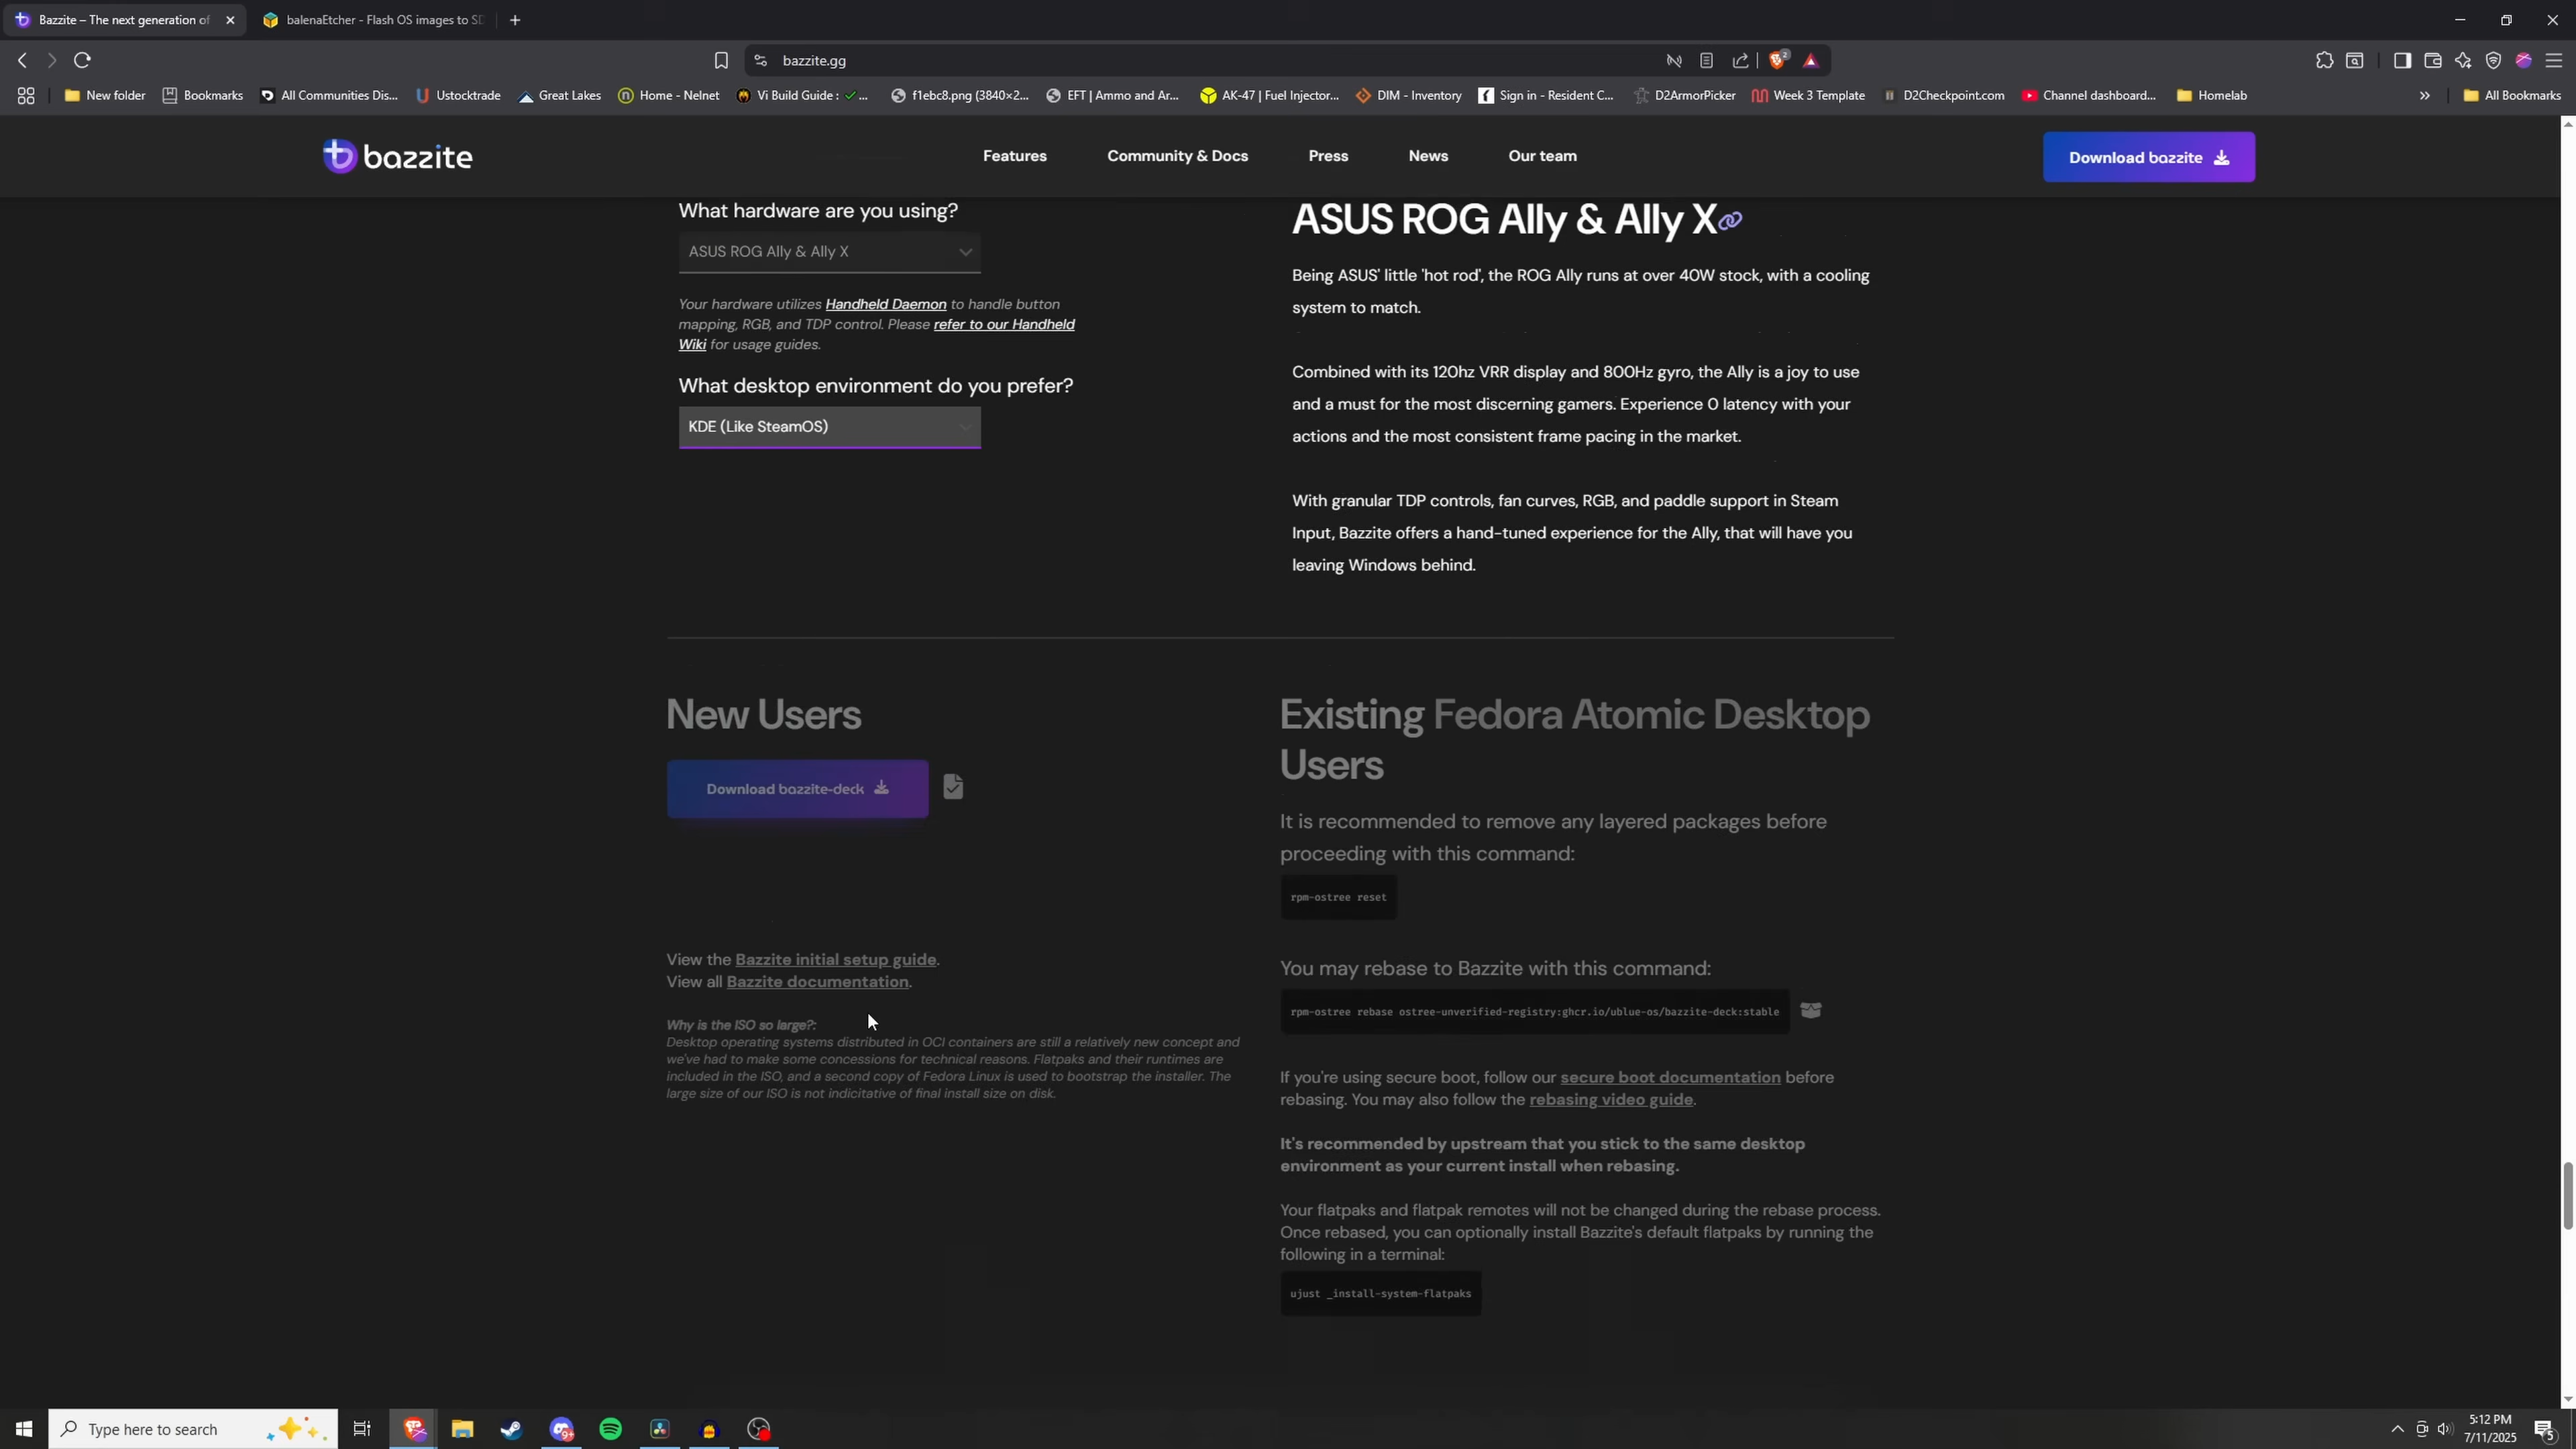 Bazzite – The next generation of
balenaEtcher - Flash OS images to SD
bazzite.gg
2
New folder
Bookmarks
All Communities Dis...
Ustocktrade
Great Lakes
Home - Nelnet
Vi Build Guide : ✓ ...
f1ebc8.png (3840×2...
EFT | Ammo and Ar...
AK-47 | Fuel Injector...
DIM - Inventory
Sign in - Resident C...
D2ArmorPicker
Week 3 Template
D2Checkpoint.com
Channel dashboard...
Homelab
»
All Bookmarks
bazzite
Features
Community & Docs
Press
News
Our team
Download bazzite
What hardware are you using?
ASUS ROG Ally & Ally X
Your hardware utilizes Handheld Daemon to handle button
mapping, RGB, and TDP control. Please refer to our Handheld
Wiki for usage guides.
What desktop environment do you prefer?
KDE (Like SteamOS)
ASUS ROG Ally & Ally X
Being ASUS' little 'hot rod', the ROG Ally runs at over 40W stock, with a cooling
system to match.
Combined with its 120hz VRR display and 800Hz gyro, the Ally is a joy to use
and a must for the most discerning gamers. Experience 0 latency with your
actions and the most consistent frame pacing in the market.
With granular TDP controls, fan curves, RGB, and paddle support in Steam
Input, Bazzite offers a hand-tuned experience for the Ally, that will have you
leaving Windows behind.
New Users
Download bazzite-deck
View the Bazzite initial setup guide.
View all Bazzite documentation.
Why is the ISO so large?:
Desktop operating systems distributed in OCI containers are still a relatively new concept and
we've had to make some concessions for technical reasons. Flatpaks and their runtimes are
included in the ISO, and a second copy of Fedora Linux is used to bootstrap the installer. The
large size of our ISO is not indicitative of final install size on disk.
Existing Fedora Atomic Desktop
Users
It is recommended to remove any layered packages before
proceeding with this command:
rpm-ostree reset
You may rebase to Bazzite with this command:
rpm-ostree rebase ostree-unverified-registry:ghcr.io/ublue-os/bazzite-deck:stable
If you're using secure boot, follow our secure boot documentation before
rebasing. You may also follow the rebasing video guide.
It's recommended by upstream that you stick to the same desktop
environment as your current install when rebasing.
Your flatpaks and flatpak remotes will not be changed during the rebase process.
Once rebased, you can optionally install Bazzite's default flatpaks by running the
following in a terminal:
ujust _install-system-flatpaks
Type here to search
9+
5:12 PM
7/11/2025
5